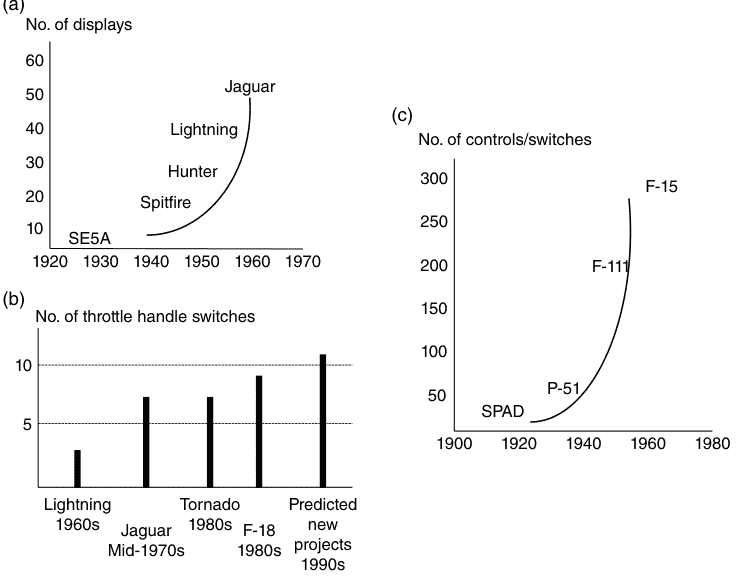 (a)
No. of displays
60
50
40
30
20
10
Jaguar
Lightning
Hunter
Spitfire
SE5A
1920 1930 1940 1950 1960 1970
(b)
No. of throttle handle switches
10
5
Lightning
1960s
Jaguar
Mid-1970s
Tornado
1980s
F-18
1980s
Predicted
new
projects
1990s
(c)
No. of controls/switches
300
250
200
150
100
50
F-15
F-111
P-51
SPAD
1900 1920 1940 1960 1980